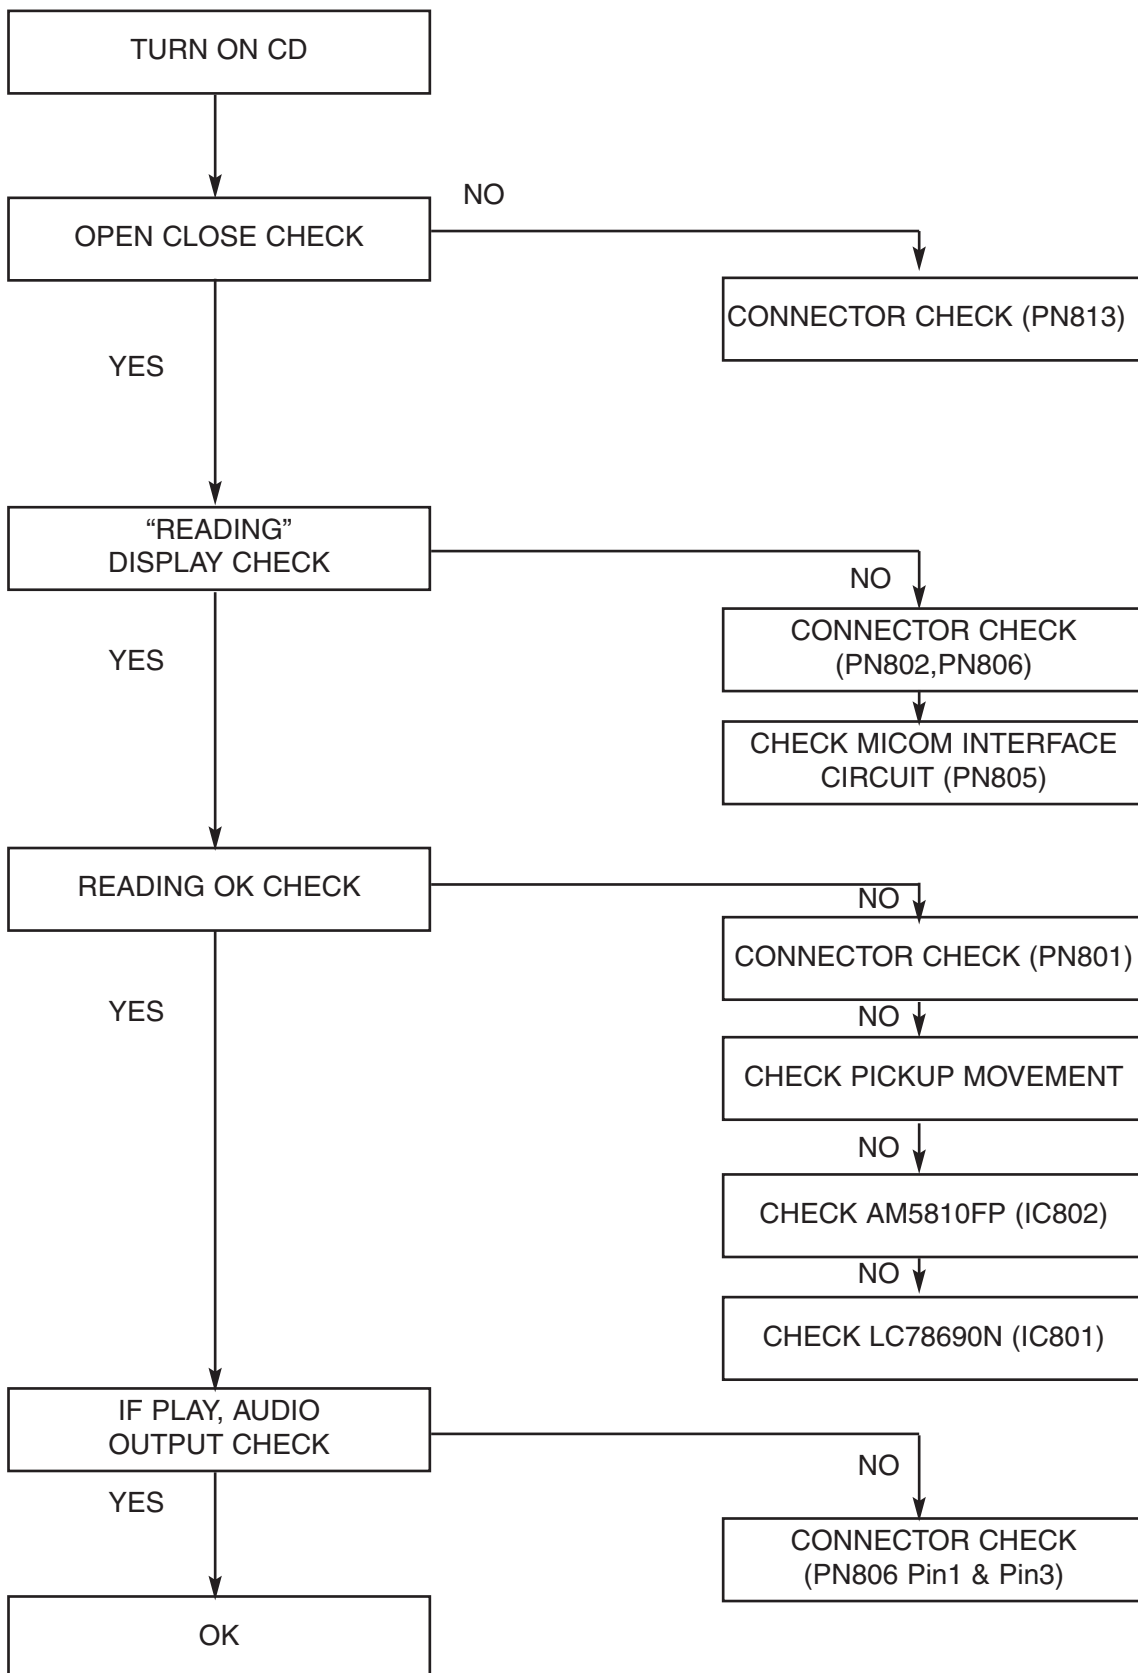 TURN ON CD
NO
OPEN CLOSE CHECK
CONNECTOR CHECK (PN813)
YES
“READING”
DISPLAY CHECK
NO
CONNECTOR CHECK
(PN802,PN806)
YES
CHECK MICOM INTERFACE
CIRCUIT (PN805)
READING OK CHECK
NO
CONNECTOR CHECK (PN801)
YES
NO
CHECK PICKUP MOVEMENT
NO
CHECK AM5810FP (IC802)
NO
CHECK LC78690N (IC801)
IF PLAY, AUDIO
OUTPUT CHECK
NO
YES
CONNECTOR CHECK
(PN806 Pin1 & Pin3)
OK